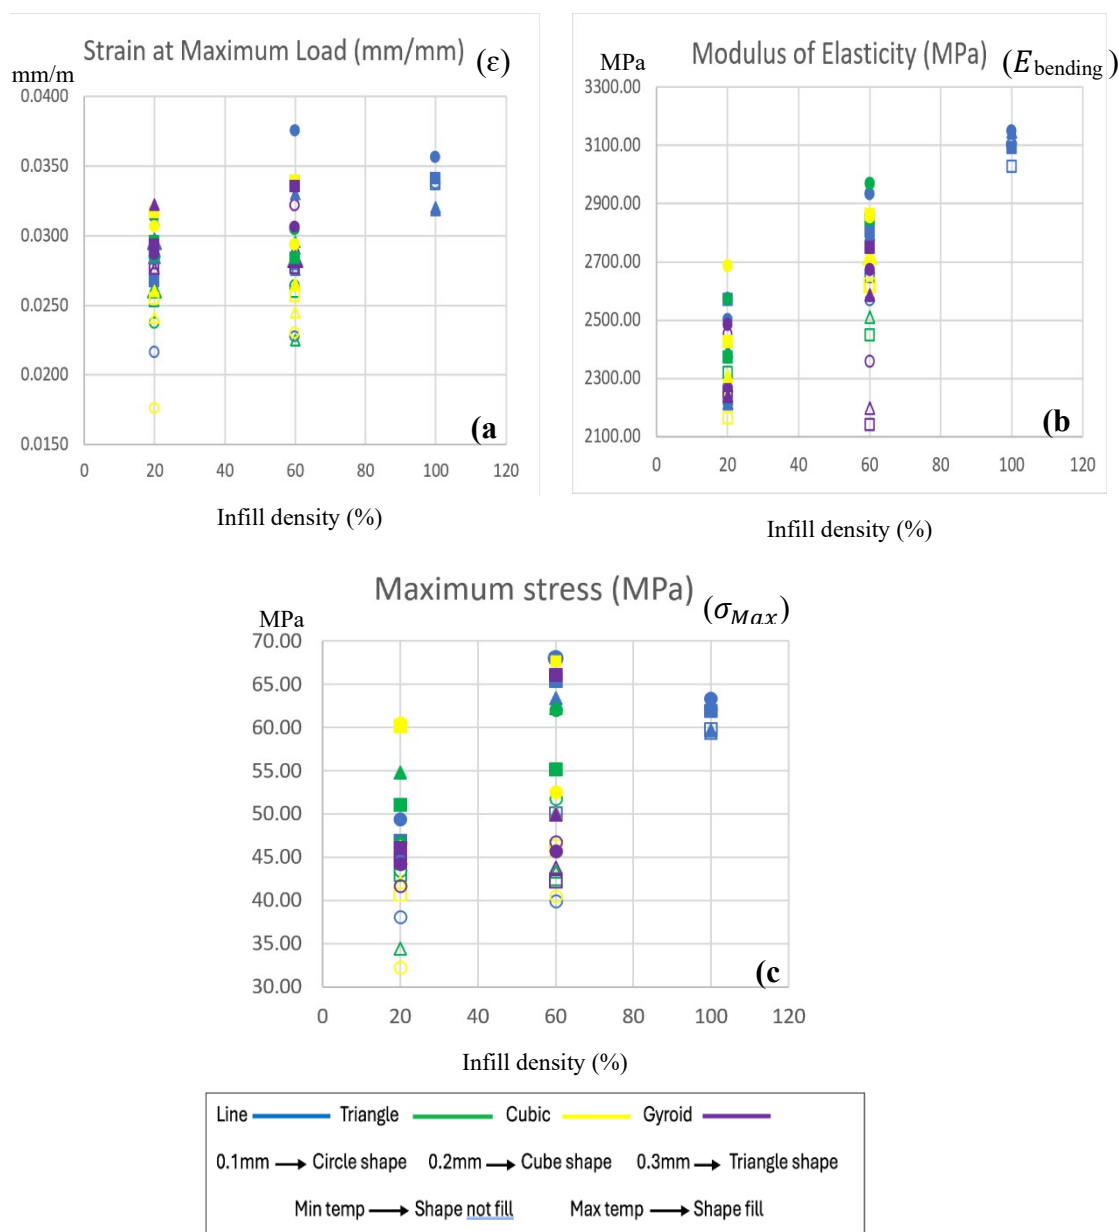 Strain at Maximum Load (mm/mm) (ε)
mm/m
0.0400
0.0350
0.0300
0.0250
0.0200
0.0150
0 20 40 60 80 100 120
(a
Infill density (%)
Modulus of Elasticity (MPa) (E bending)
MPa
3300.00
3100.00
2900.00
2700.00
2500.00
2300.00
2100.00
0 20 40 60 80 100 120
(b
Infill density (%)
Maximum stress (MPa) (σMax)
MPa
70.00
65.00
60.00
55.00
50.00
45.00
40.00
35.00
30.00
0 20 40 60 80 100 120
(c
Infill density (%)
Line Triangle Cubic Gyroid
0.1mm → Circle shape 0.2mm → Cube shape 0.3mm → Triangle shape
Min temp → Shape not fill Max temp → Shape fill